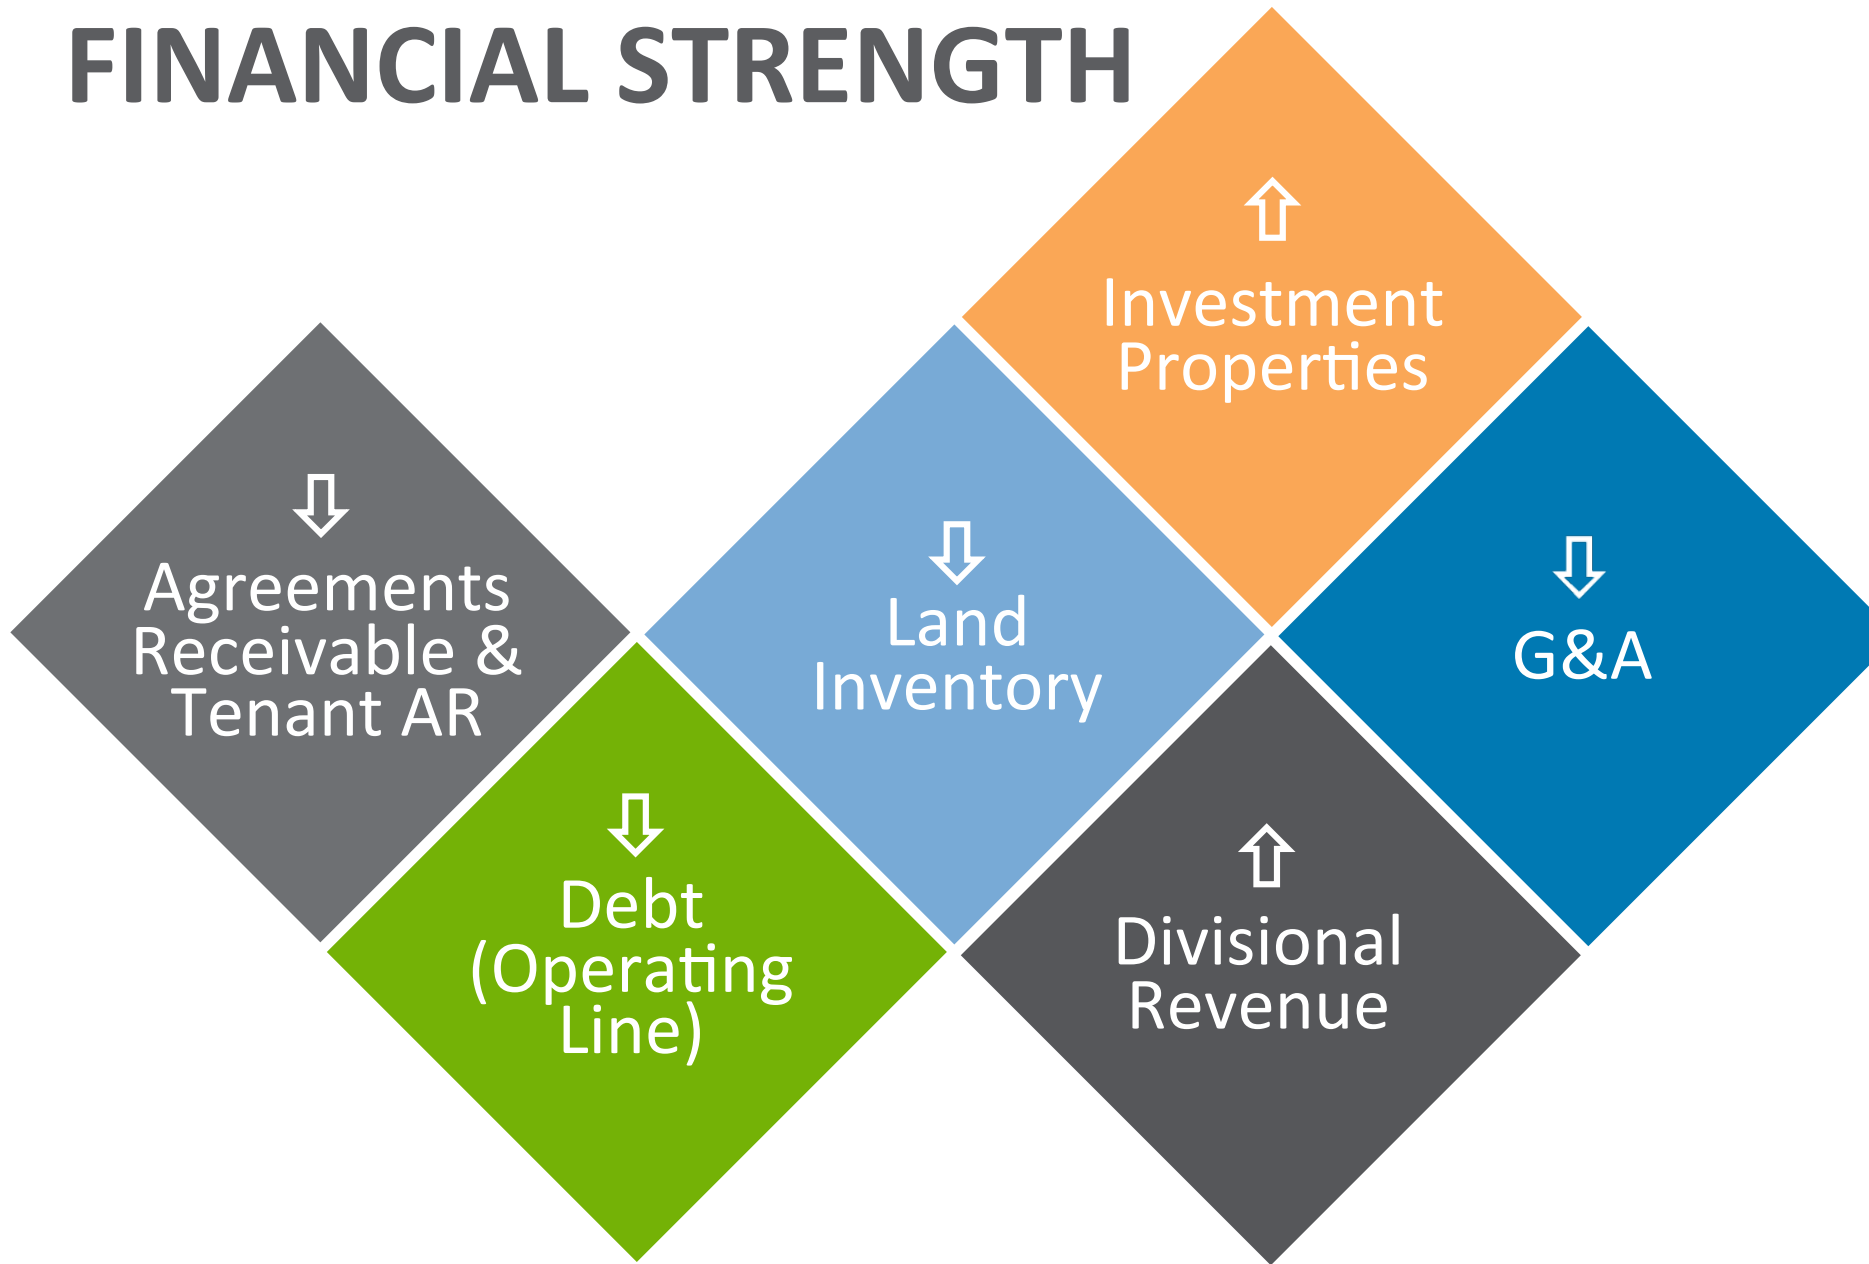 FINANCIAL STRENGTH
Investment
Properties
Agreements
Receivable &
Tenant AR
Land
Inventory
G&A
Debt
(Operating
Line)
Divisional
Revenue